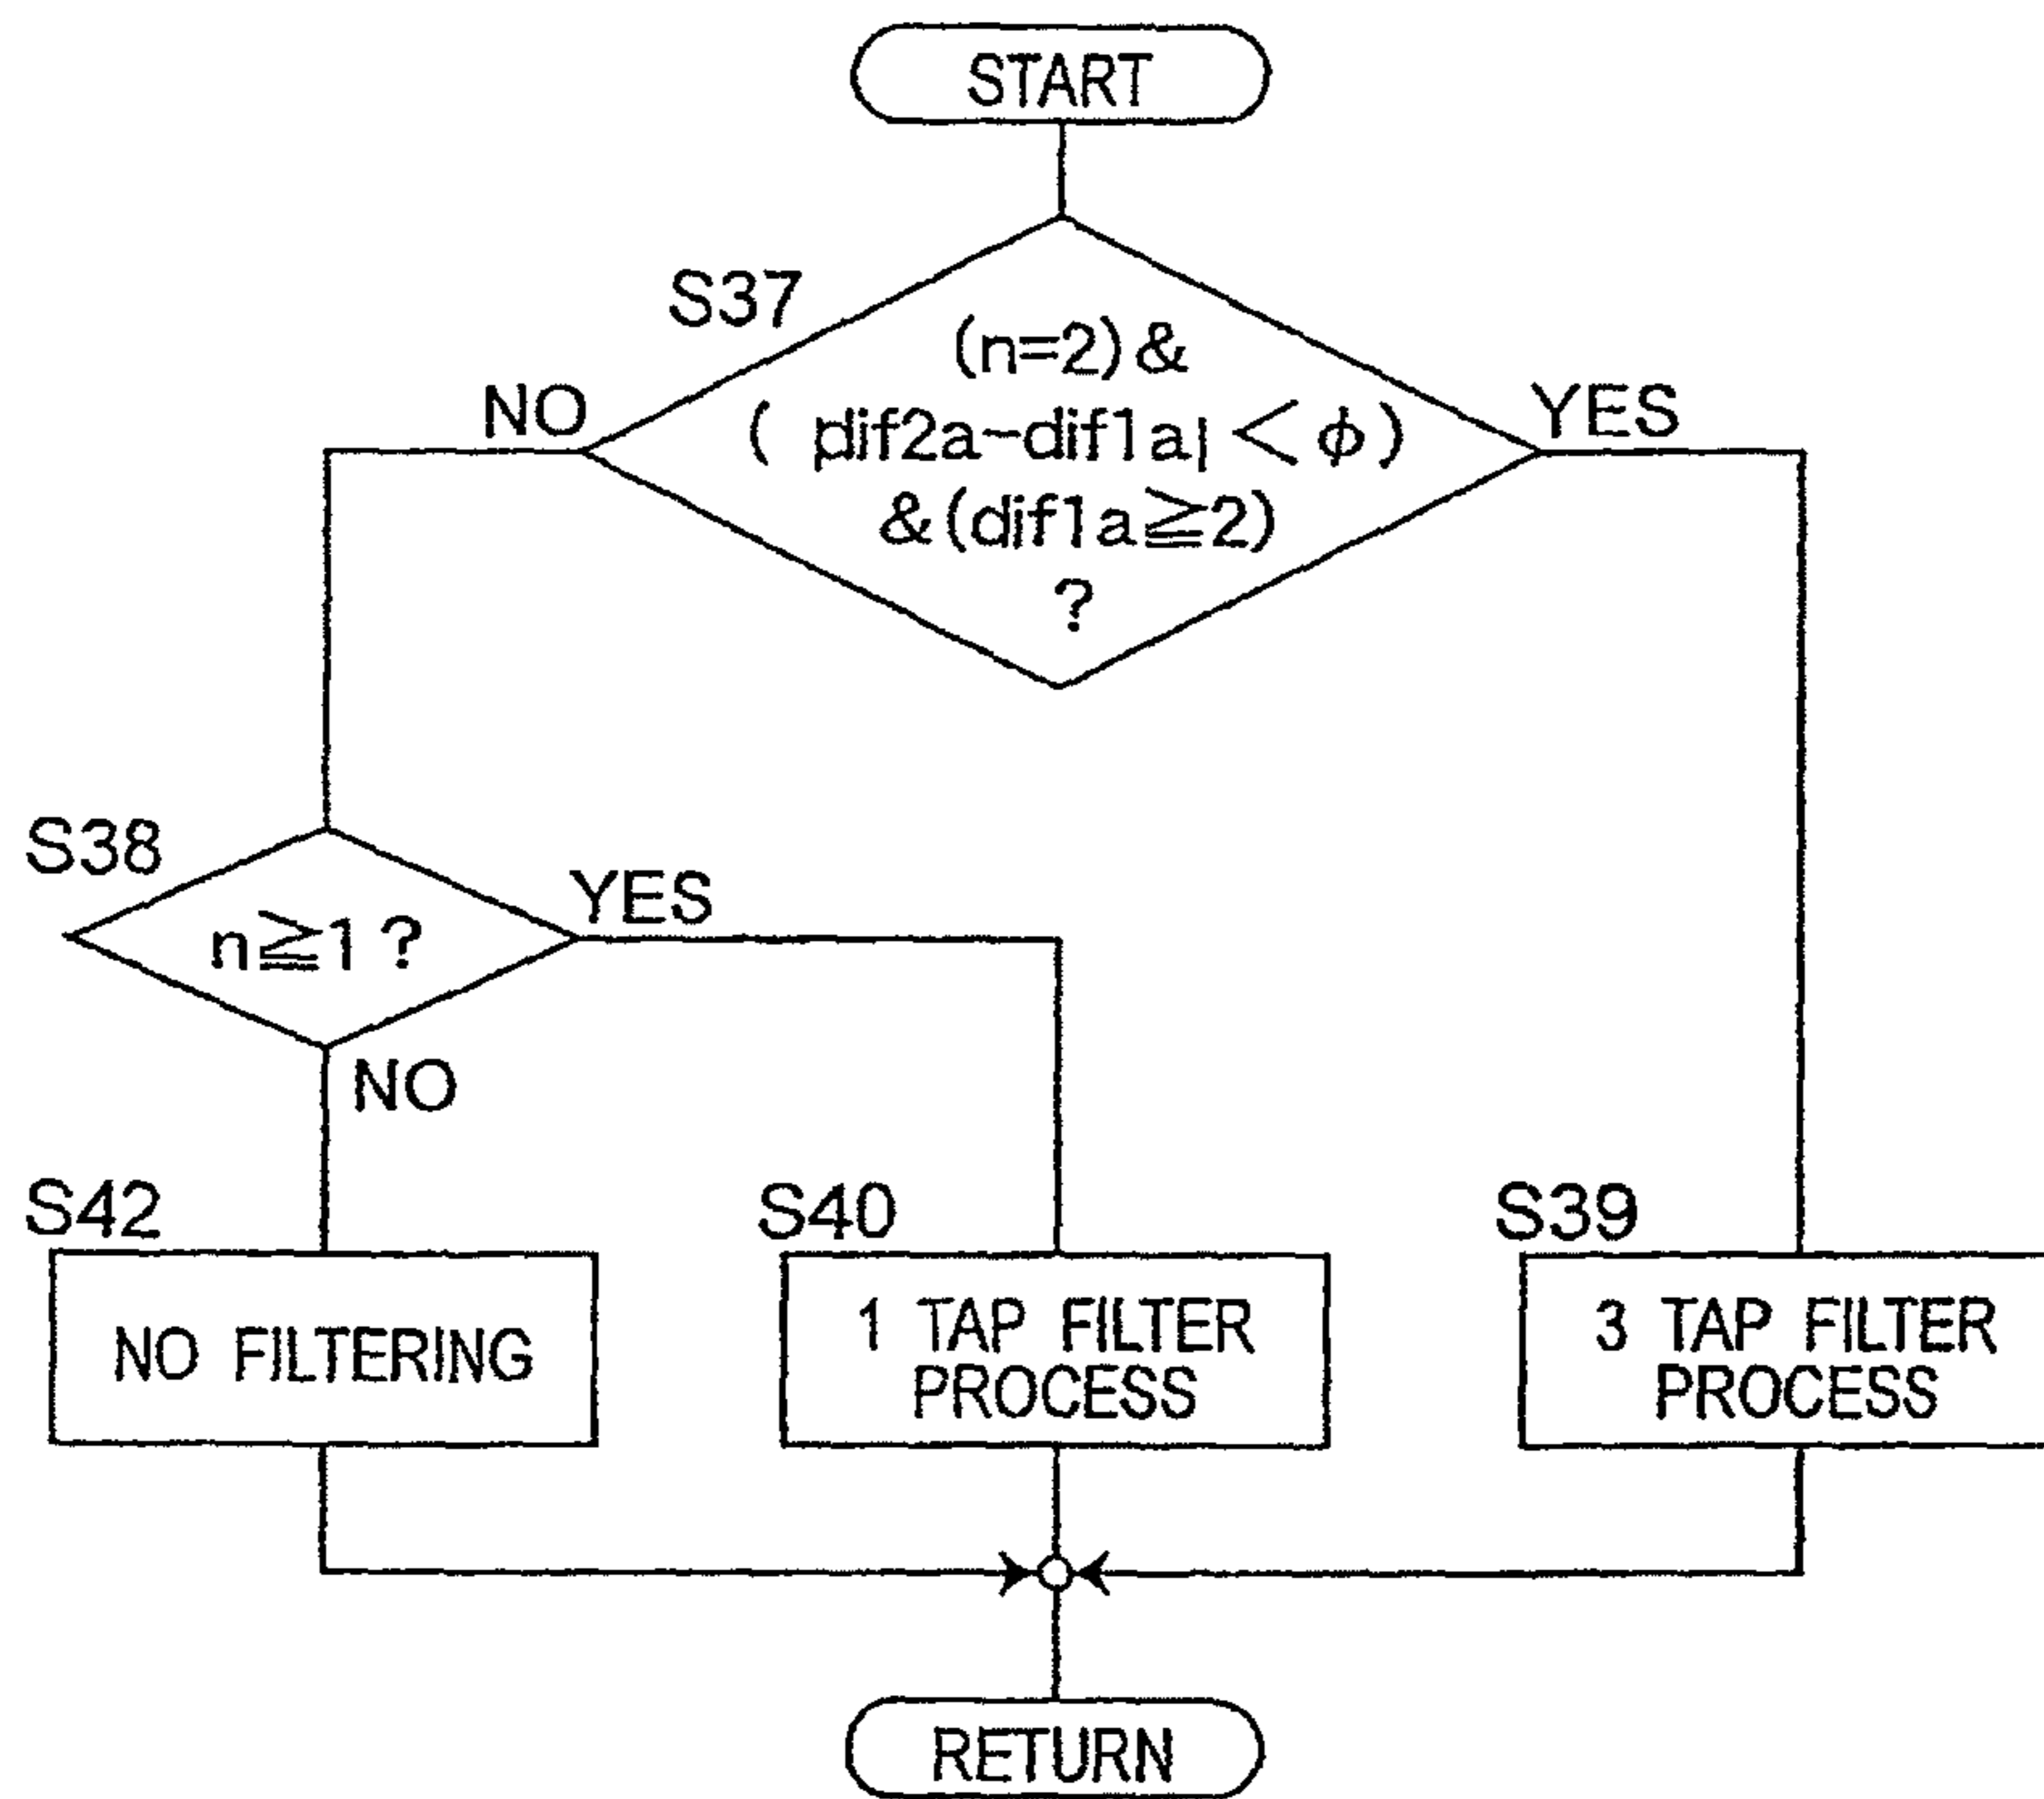 START
S37
(n=2)&
( |dif2a-dif1a|<φ)
&(dif1a≧2)
?
NO
YES
S38
n≧1?
YES
NO
S42
NO FILTERING
S40
1 TAP FILTER
PROCESS
S39
3 TAP FILTER
PROCESS
RETURN